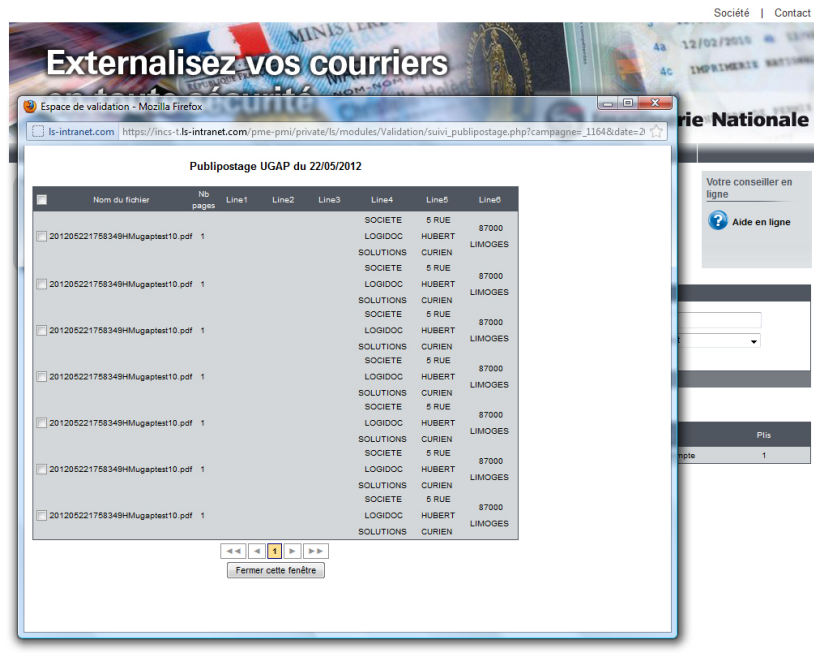 Société | Contact
Externalisez vos courriers
Espace de validation - Mozilla Firefox
ls-intranet.com https://incs-t.ls-intranet.com/pme-pmi/private/ls/modules/Validation/suivi_publipostage.php?campagne=_1164&date=2
rie Nationale
Publipostage UGAP du 22/05/2012
Votre conseiller en
ligne
Aide en ligne
Nom du fichier Nb pages Line1 Line2 Line3 Line4 Line5 Line6
SOCIETE 5 RUE
87000
201205221758349HMugaptest10.pdf 1 LOGIDOC HUBERT
LIMOGES
SOLUTIONS CURIEN
SOCIETE 5 RUE
87000
201205221758349HMugaptest10.pdf 1 LOGIDOC HUBERT
LIMOGES
SOLUTIONS CURIEN
SOCIETE 5 RUE
87000
201205221758349HMugaptest10.pdf 1 LOGIDOC HUBERT
LIMOGES
SOLUTIONS CURIEN
SOCIETE 5 RUE
87000
201205221758349HMugaptest10.pdf 1 LOGIDOC HUBERT
LIMOGES
SOLUTIONS CURIEN
SOCIETE 5 RUE
87000
201205221758349HMugaptest10.pdf 1 LOGIDOC HUBERT
LIMOGES
SOLUTIONS CURIEN
SOCIETE 5 RUE
87000
201205221758349HMugaptest10.pdf 1 LOGIDOC HUBERT
LIMOGES
SOLUTIONS CURIEN
SOCIETE 5 RUE
87000
201205221758349HMugaptest10.pdf 1 LOGIDOC HUBERT
LIMOGES
SOLUTIONS CURIEN
Plis
mpte 1
1
Fermer cette fenêtre